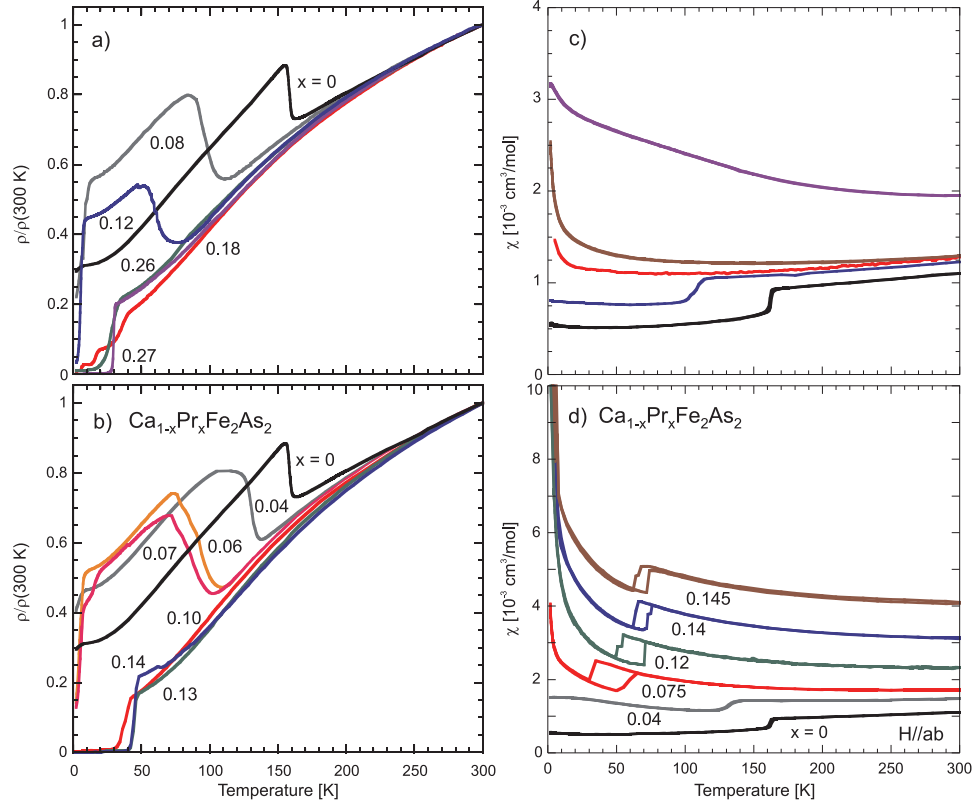 a)
x = 0
0.08
0.12
0.26
0.18
0.27
ρ/ρ(300 K)
1
0.8
0.6
0.4
0.2
0
b) Ca1-xPrxFe2As2
x = 0
0.04
0.07
0.06
0.10
0.14
0.13
ρ/ρ(300 K)
1
0.8
0.6
0.4
0.2
0
0 50 100 150 200 250 300
Temperature [K]
c)
χ [10⁻³ cm³/mol]
4
3
2
1
0
d) Ca1-xPrxFe2As2
0.145
0.14
0.12
0.075
0.04
x = 0
H//ab
χ [10⁻³ cm³/mol]
10
8
6
4
2
0
0 50 100 150 200 250 300
Temperature [K]